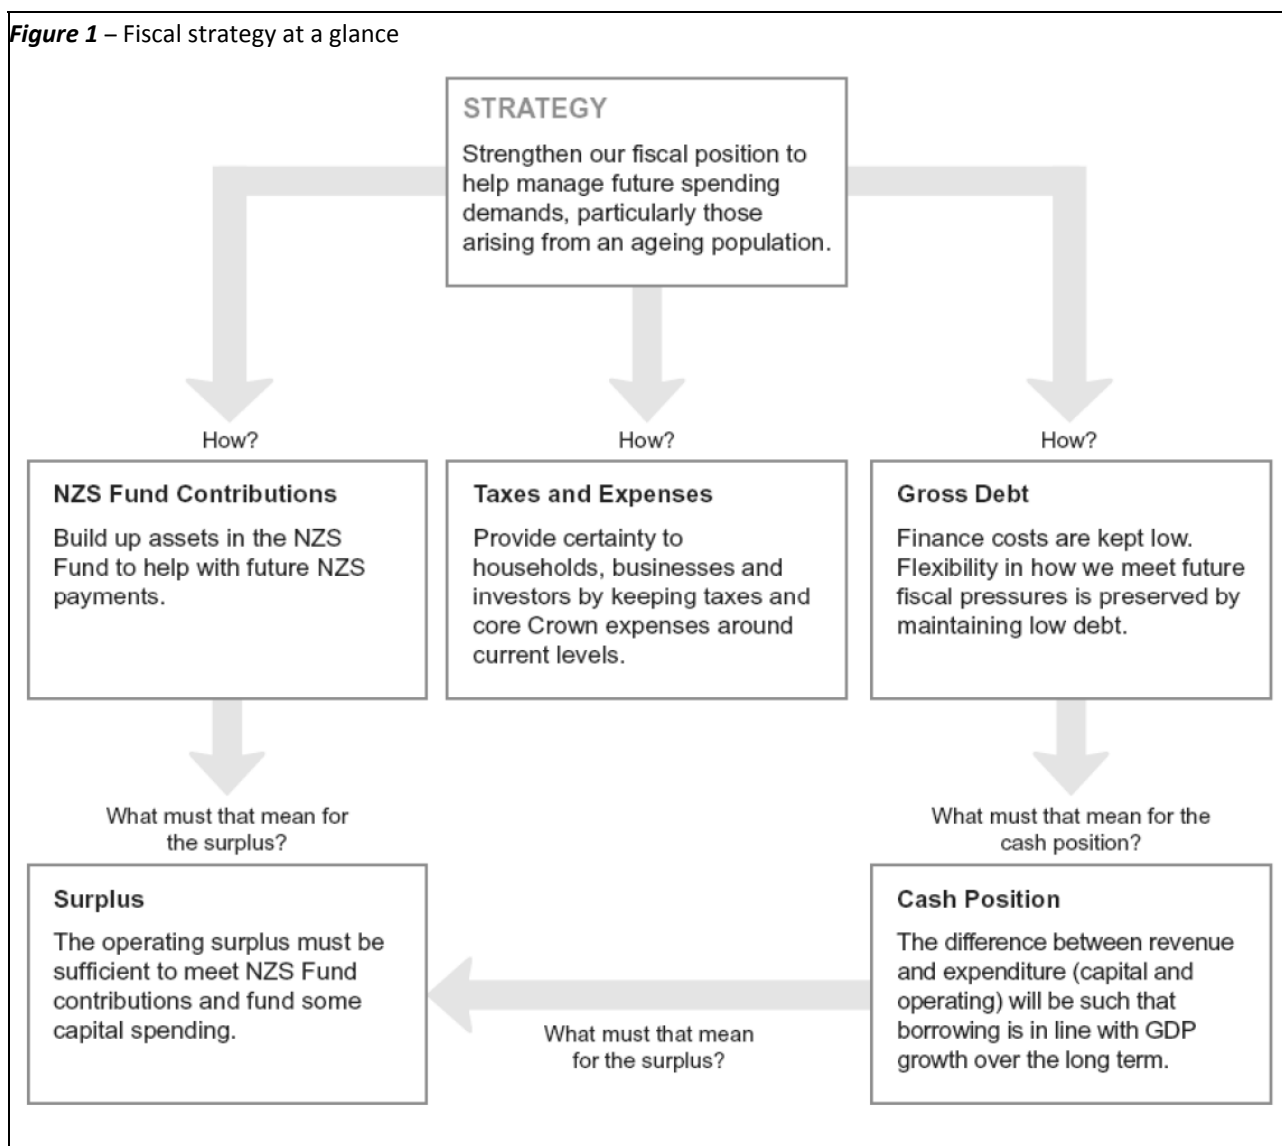 Figure 1 – Fiscal strategy at a glance
STRATEGY
Strengthen our fiscal position to
help manage future spending
demands, particularly those
arising from an ageing population.
How?
NZS Fund Contributions
Build up assets in the NZS
Fund to help with future NZS
payments.
How?
Taxes and Expenses
Provide certainty to
households, businesses and
investors by keeping taxes and
core Crown expenses around
current levels.
How?
Gross Debt
Finance costs are kept low.
Flexibility in how we meet future
fiscal pressures is preserved by
maintaining low debt.
What must that mean for
the surplus?
Surplus
The operating surplus must be
sufficient to meet NZS Fund
contributions and fund some
capital spending.
What must that mean
for the surplus?
What must that mean for the
cash position?
Cash Position
The difference between revenue
and expenditure (capital and
operating) will be such that
borrowing is in line with GDP
growth over the long term.